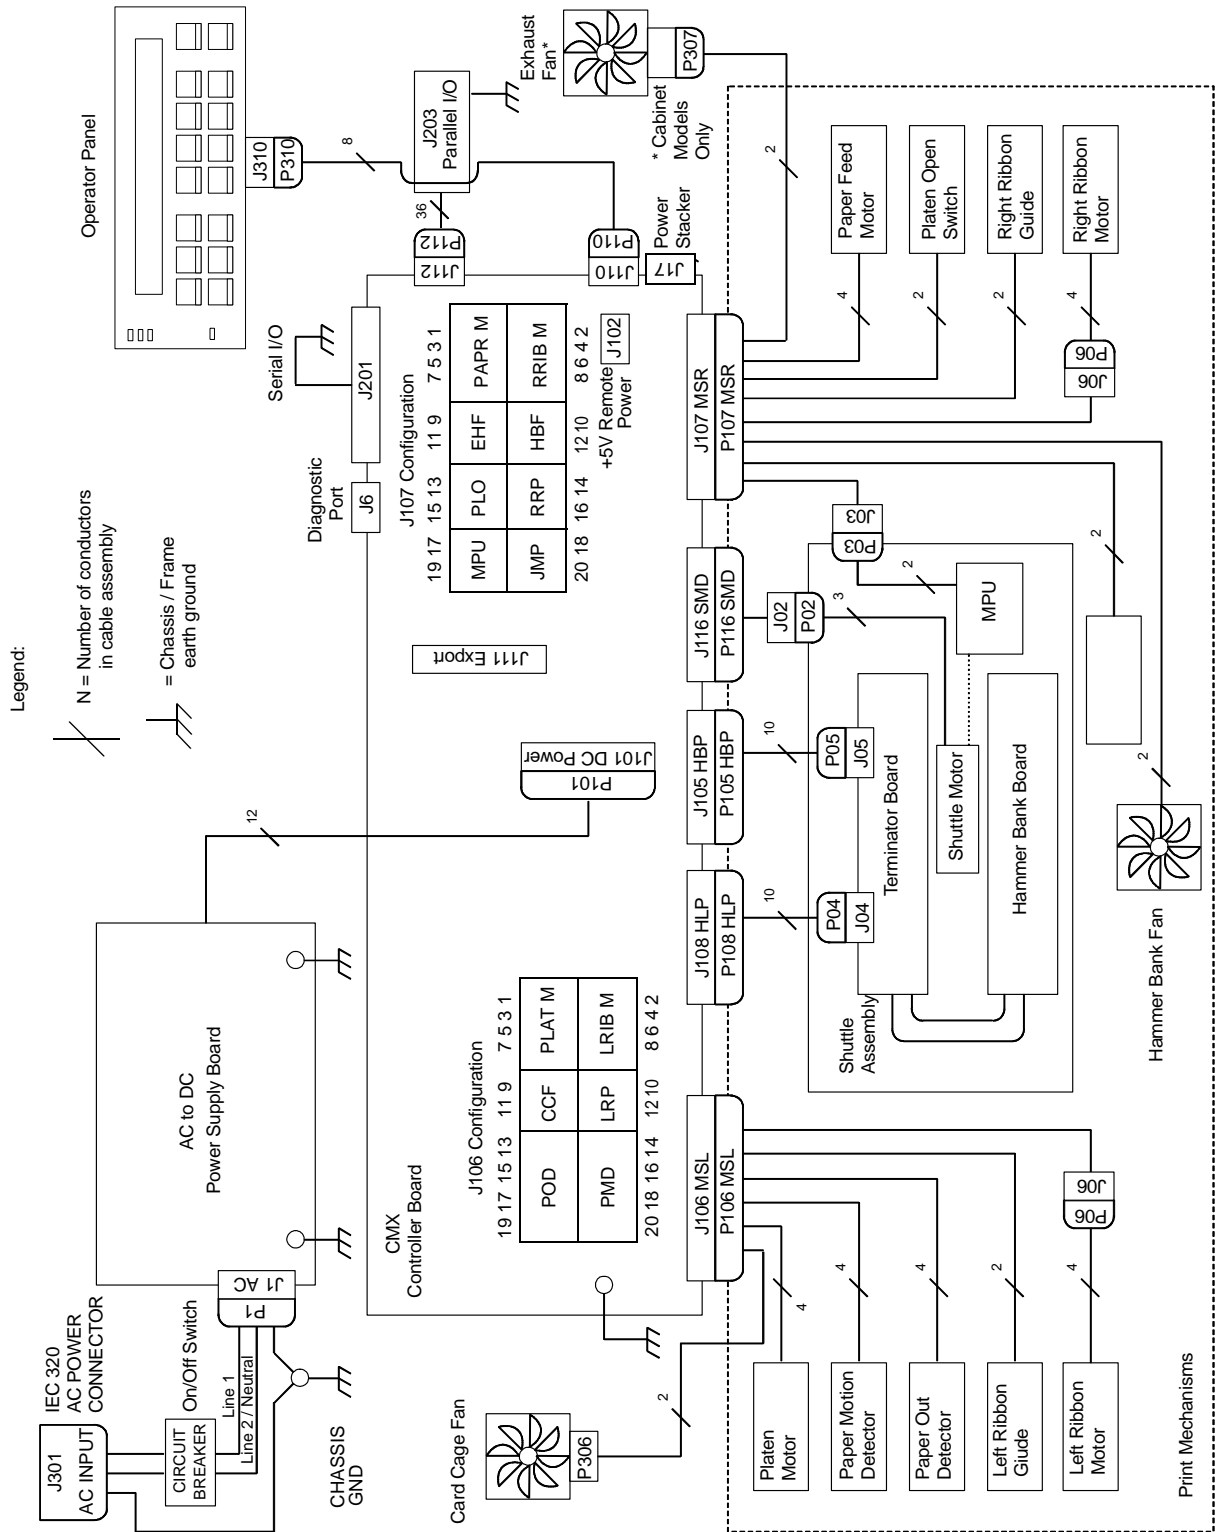 Legend:
N = Number of conductors
in cable assembly
= Chassis / Frame
earth ground
IEC 320
AC POWER
CONNECTOR
J301
AC INPUT
On/Off Switch
CIRCUIT
BREAKER
Line 1
Line 2 / Neutral
CHASSIS
GND
P1
J1 AC
AC to DC
Power Supply Board
12
P101
J101 DC Power
J111 Export
CMX
Controller Board
Diagnostic
Port
J6
Serial I/O
J201
Operator Panel
J310
P310
8
J203
Parallel I/O
36
P112
J112
P110
J110
J17
Power
Stacker
Exhaust
Fan*
P307
* Cabinet
Models
Only
2
J107 Configuration
19 17 15 13 11 9 7 5 3 1
MPU PLO EHF PAPR M
JMP RRP HBF RRIB M
20 18 16 14 12 10 8 6 4 2
+5V Remote
Power
J102
J106 Configuration
19 17 15 13 11 9 7 5 3 1
POD CCF PLAT M
PMD LRP LRIB M
20 18 16 14 12 10 8 6 4 2
J106 MSL
P106 MSL
J108 HLP
P108 HLP
J105 HBP
P105 HBP
J116 SMD
P116 SMD
J107 MSR
P107 MSR
Card Cage Fan
P306
2
Platen
Motor
4
Paper Motion
Detector
4
Paper Out
Detector
4
Left Ribbon
Giude
2
Left Ribbon
Motor
4
P06
J06
Shuttle
Assembly
10
P04
J04
10
P05
J05
Terminator Board
Hammer Bank Board
Shuttle Motor
J02
P02
3
J03
P03
2
MPU
2
Hammer Bank Fan
2
Paper Feed
Motor
4
Platen Open
Switch
2
Right Ribbon
Guide
2
Right Ribbon
Motor
4
P06
J06
Print Mechanisms